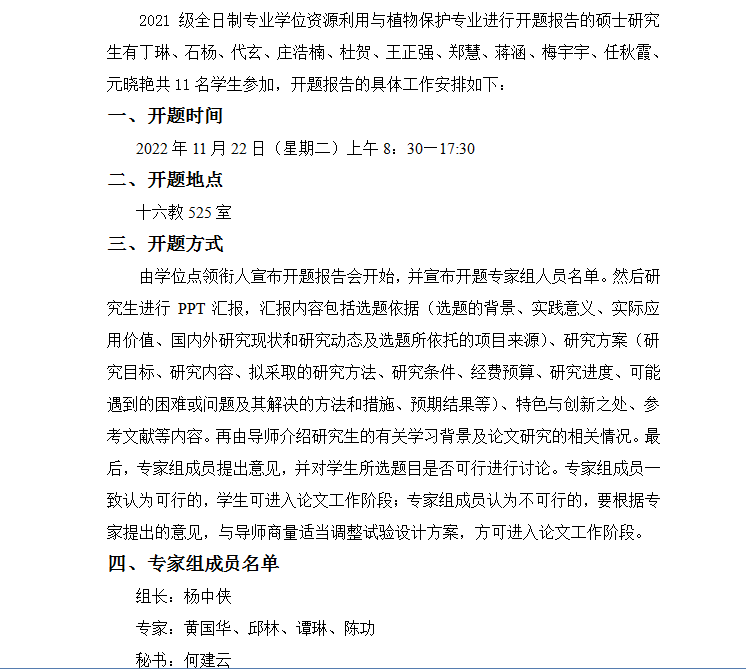 2021 级全日制专业学位资源利用与植物保护专业进行开题报告的硕士研究
生有丁琳、石杨、代玄、庄浩楠、杜贺、王正强、郑慧、蒋涵、梅宇宇、任秋霞、
元晓艳共 11 名学生参加，开题报告的具体工作安排如下：
一、开题时间
2022 年 11 月 22 日（星期二）上午 8：30—17:30
二、开题地点
十六教 525 室
三、开题方式
由学位点领衔人宣布开题报告会开始，并宣布开题专家组人员名单。然后研
究生进行 PPT 汇报，汇报内容包括选题依据（选题的背景、实践意义、实际应
用价值、国内外研究现状和研究动态及选题所依托的项目来源）、研究方案（研
究目标、研究内容、拟采取的研究方法、研究条件、经费预算、研究进度、可能
遇到的困难或问题及其解决的方法和措施、预期结果等）、特色与创新之处、参
考文献等内容。再由导师介绍研究生的有关学习背景及论文研究的相关情况。最
后，专家组成员提出意见，并对学生所选题目是否可行进行讨论。专家组成员一
致认为可行的，学生可进入论文工作阶段；专家组成员认为不可行的，要根据专
家提出的意见，与导师商量适当调整试验设计方案，方可进入论文工作阶段。
四、专家组成员名单
组长：杨中侠
专家：黄国华、邱林、谭琳、陈功
秘书：何建云